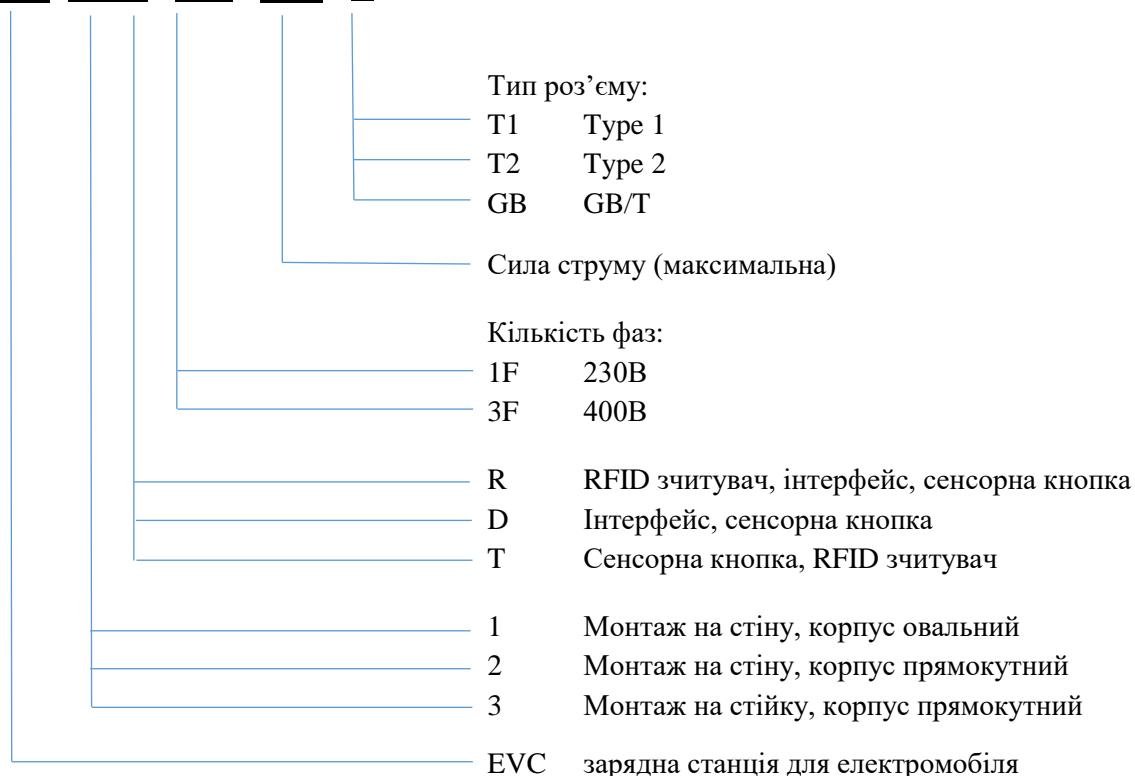 Тип роз’єму:
T1 Type 1
T2 Type 2
GB GB/T
Сила струму (максимальна)
Кількість фаз:
1F 230В
3F 400В
R RFID зчитувач, інтерфейс, сенсорна кнопка
D Інтерфейс, сенсорна кнопка
T Сенсорна кнопка, RFID зчитувач
1 Монтаж на стіну, корпус овальний
2 Монтаж на стіну, корпус прямокутний
3 Монтаж на стійку, корпус прямокутний
EVC зарядна станція для електромобіля